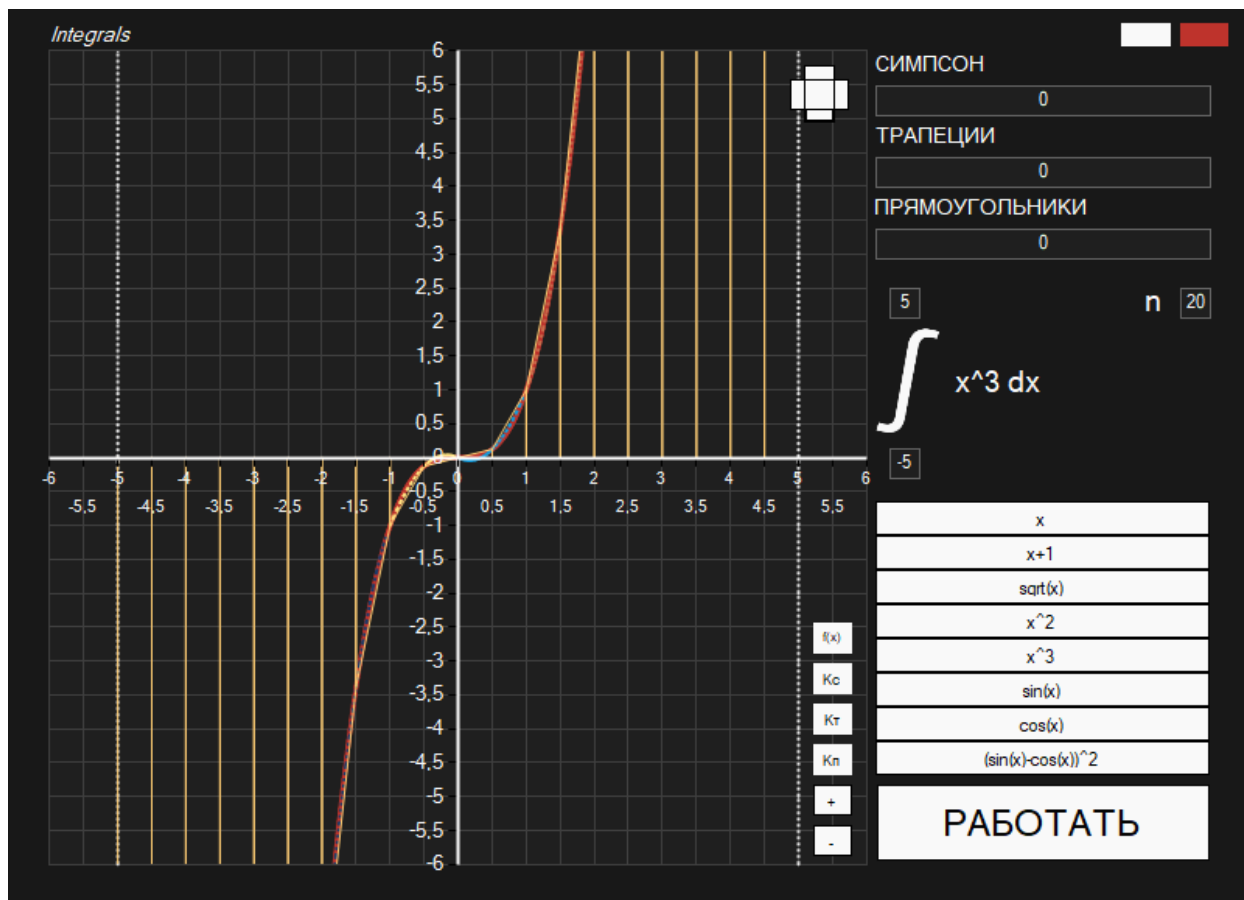 Integrals
6
5,5
5
4,5
4
3,5
3
2,5
2
1,5
1
0,5
0
-6 -5 -4 -3 -2 -1 0 1 2 3 4 5 6
-5,5 -4,5 -3,5 -2,5 -1,5 -0,5 0,5 1,5 2,5 3,5 4,5 5,5
-0,5
-1
-1,5
-2
-2,5
-3
-3,5
-4
-4,5
-5
-5,5
-6
f(x)
Кс
Кт
Кп
+
-
СИМПСОН
0
ТРАПЕЦИИ
0
ПРЯМОУГОЛЬНИКИ
0
5 n 20
∫ x^3 dx
-5
x
x+1
sqrt(x)
x^2
x^3
sin(x)
cos(x)
(sin(x)-cos(x))^2
РАБОТАТЬ